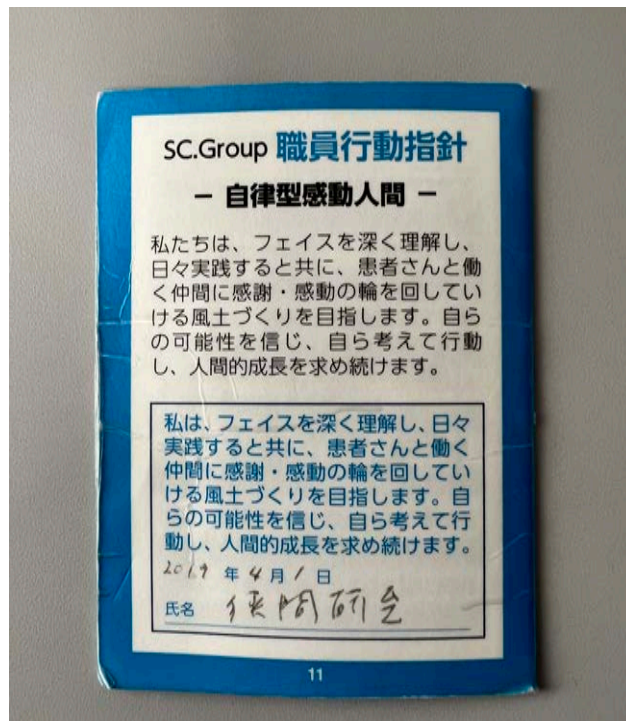 SC.Group 職員行動指針
− 自律型感動人間 −
私たちは、フェイスを深く理解し、
日々実践すると共に、患者さんと働
く仲間に感謝・感動の輪を回してい
ける風土づくりを目指します。自ら
の可能性を信じ、自ら考えて行動
し、人間的成長を求め続けます。
私は、フェイスを深く理解し、日々
実践すると共に、患者さんと働く
仲間に感謝・感動の輪を回してい
ける風土づくりを目指します。自
らの可能性を信じ、自ら考えて行
動し、人間的成長を求め続けます。
2019 年 4 月 1 日
氏名
11